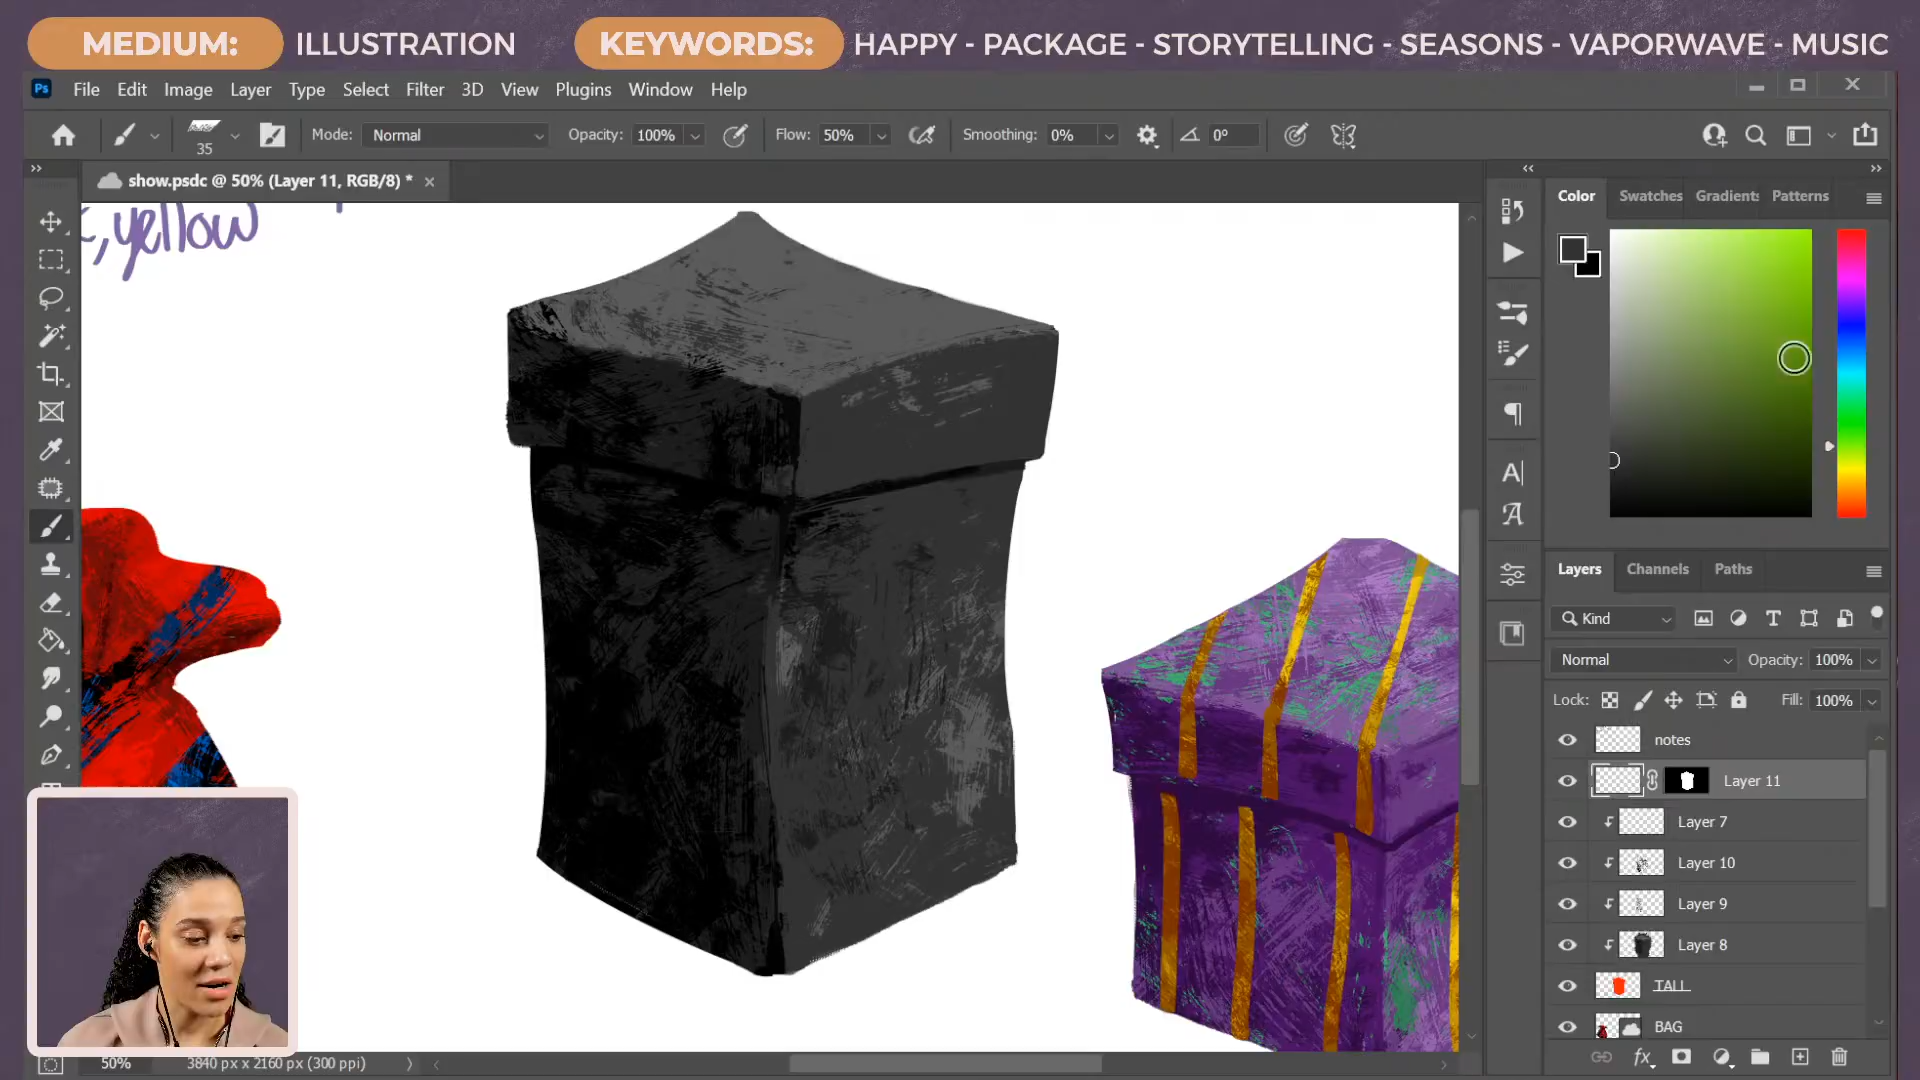 MEDIUM: ILLUSTRATION KEYWORDS: HAPPY - PACKAGE - STORYTELLING - SEASONS - VAPORWAVE - MUSIC
Ps File Edit Image Layer Type Select Filter 3D View Plugins Window Help
35 Mode: Normal Opacity: 100% Flow: 50% Smoothing: 0% 0°
show.psdc @ 50% (Layer 11, RGB/8) *
Color Swatches Gradients Patterns
, yellow
Layers Channels Paths
Kind
Normal Opacity: 100%
Lock: Fill: 100%
notes
Layer 11
Layer 7
Layer 10
Layer 9
Layer 8
TALL
BAG
50% 3840 px x 2160 px (300 ppi)
fx